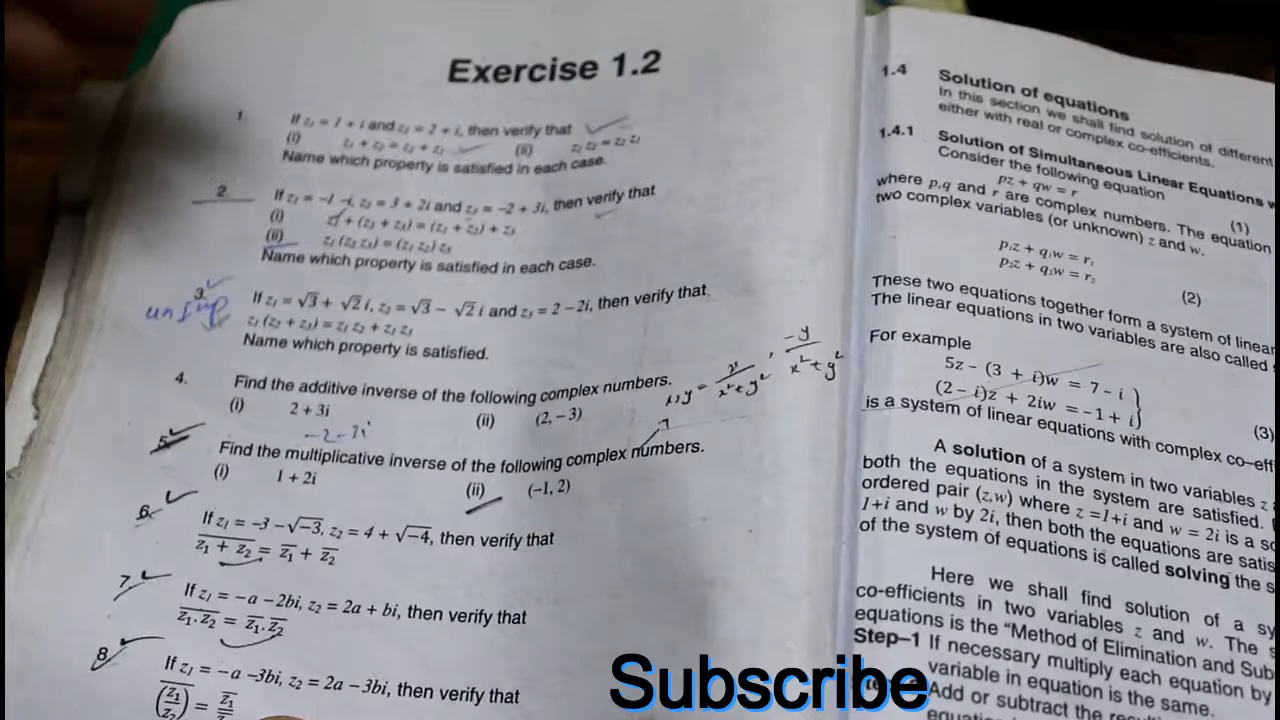 Exercise 1.2
1. If z₁ = 1 + i and z₂ = 2 + i, then verify that
(i) z₁ + z₂ = z₂ + z₁ (ii) z₁ z₂ = z₂ z₁
Name which property is satisfied in each case.
2. If z₁ = -1 -i, z₂ = 3 + 2i and z₃ = -2 + 3i, then verify that
(i) z₁ + (z₂ + z₃) = (z₁ + z₂) + z₃
(ii) z₁ (z₂ z₃) = (z₁ z₂) z₃
Name which property is satisfied in each case.
3. If z₁ = √3 + √2 i, z₂ = √3 - √2 i and z₃ = 2 - 2i, then verify that
z₁ (z₂ + z₃) = z₁ z₂ + z₁ z₃
Name which property is satisfied.
4. Find the additive inverse of the following complex numbers.
(i) 2 + 3i (ii) (2, -3)
-2 -3i
x,y = x/x²+y² , -y/x²+y²
5. Find the multiplicative inverse of the following complex numbers.
(i) 1 + 2i (ii) (-1, 2)
6. If z₁ = -3 - √-3, z₂ = 4 + √-4, then verify that
z̅₁ ̅+̅ ̅z̅₂ = z̅₁ + z̅₂
7. If z₁ = -a - 2bi, z₂ = 2a + bi, then verify that
z̅₁.̅z̅₂ = z̅₁.z̅₂
8. If z₁ = -a -3bi, z₂ = 2a - 3bi, then verify that
(z₁/z₂) = z̅₁/
1.4 Solution of equations
In this section we shall find solution of different
either with real or complex co-efficients.
1.4.1 Solution of Simultaneous Linear Equations
Consider the following equation
pz + qw = r (1)
where p,q and r are complex numbers. The equation
two complex variables (or unknown) z and w.
p₁z + q₁w = r₁
p₂z + q₂w = r₂ (2)
These two equations together form a system of linear
The linear equations in two variables are also called
For example
5z - (3 + i)w = 7 - i
(2 - i)z + 2iw = -1 + i (3)
is a system of linear equations with complex
A solution of a system in two variables z
both the equations in the system are satisfied.
ordered pair (z,w) where z =1+i and w = 2i is a
1+i and w by 2i, then both the equations are
of the system of equations is called solving the
Here we shall find solution of a
co-efficients in two variables z and w. The
equations is the "Method of Elimination and
Step-1 If necessary multiply each equation by
variable in equation is the same.
Add or subtract the
Subscribe